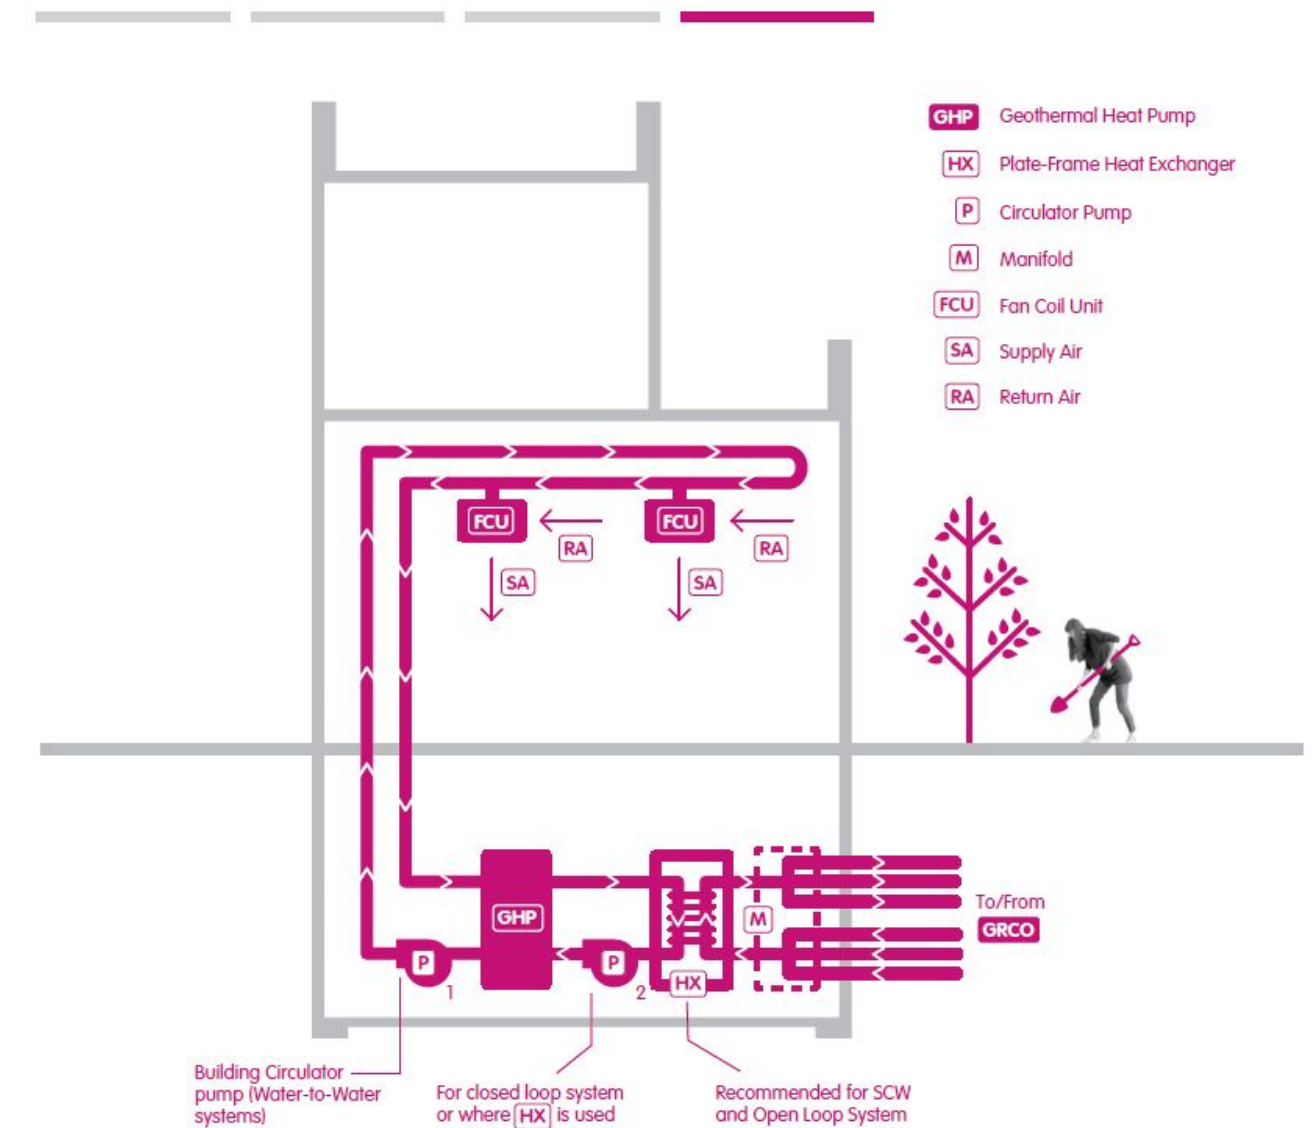 GHP Geothermal Heat Pump
HX Plate-Frame Heat Exchanger
P Circulator Pump
M Manifold
FCU Fan Coil Unit
SA Supply Air
RA Return Air
FCU
FCU
RA
RA
SA
SA
GHP
M
To/From
GRCO
P
1
P
2
HX
Building Circulator
pump (Water-to-Water
systems)
For closed loop system
or where HX is used
Recommended for SCW
and Open Loop System